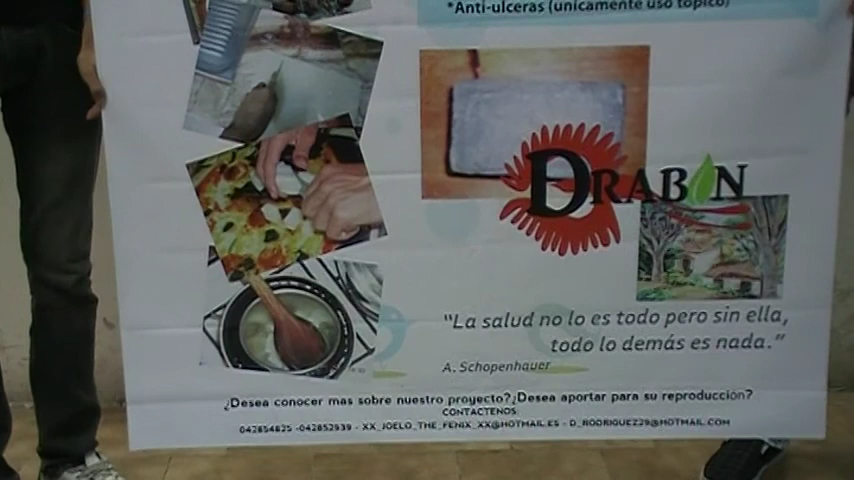 *Anti-ulceras (unicamente uso tópico)
DRABIN
"La salud no lo es todo pero sin ella,
todo lo demás es nada."
A. Schopenhauer
¿Desea conocer mas sobre nuestro proyecto?¿Desea aportar para su reproducción?
CONTACTENOS
042854825 -042852939 - XX_JOELO_THE_FENIX_XX@HOTMAIL.ES - D_RODRIGUEZ29@HOTMAIL.COM